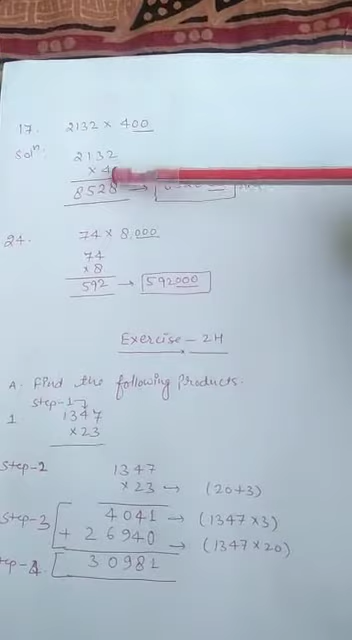 17. 2132 × 400
Soln:
2132
× 4
8528 →
24. 74 × 8,000
74
×8
592 → 592000
Exercise - 2H
A. Find the following Products.
Step-1
1 1347
×23
Step-2 1347
×23 → (20+3)
Step-3 4041 → (1347×3)
+ 26940 → (1347×20)
30981